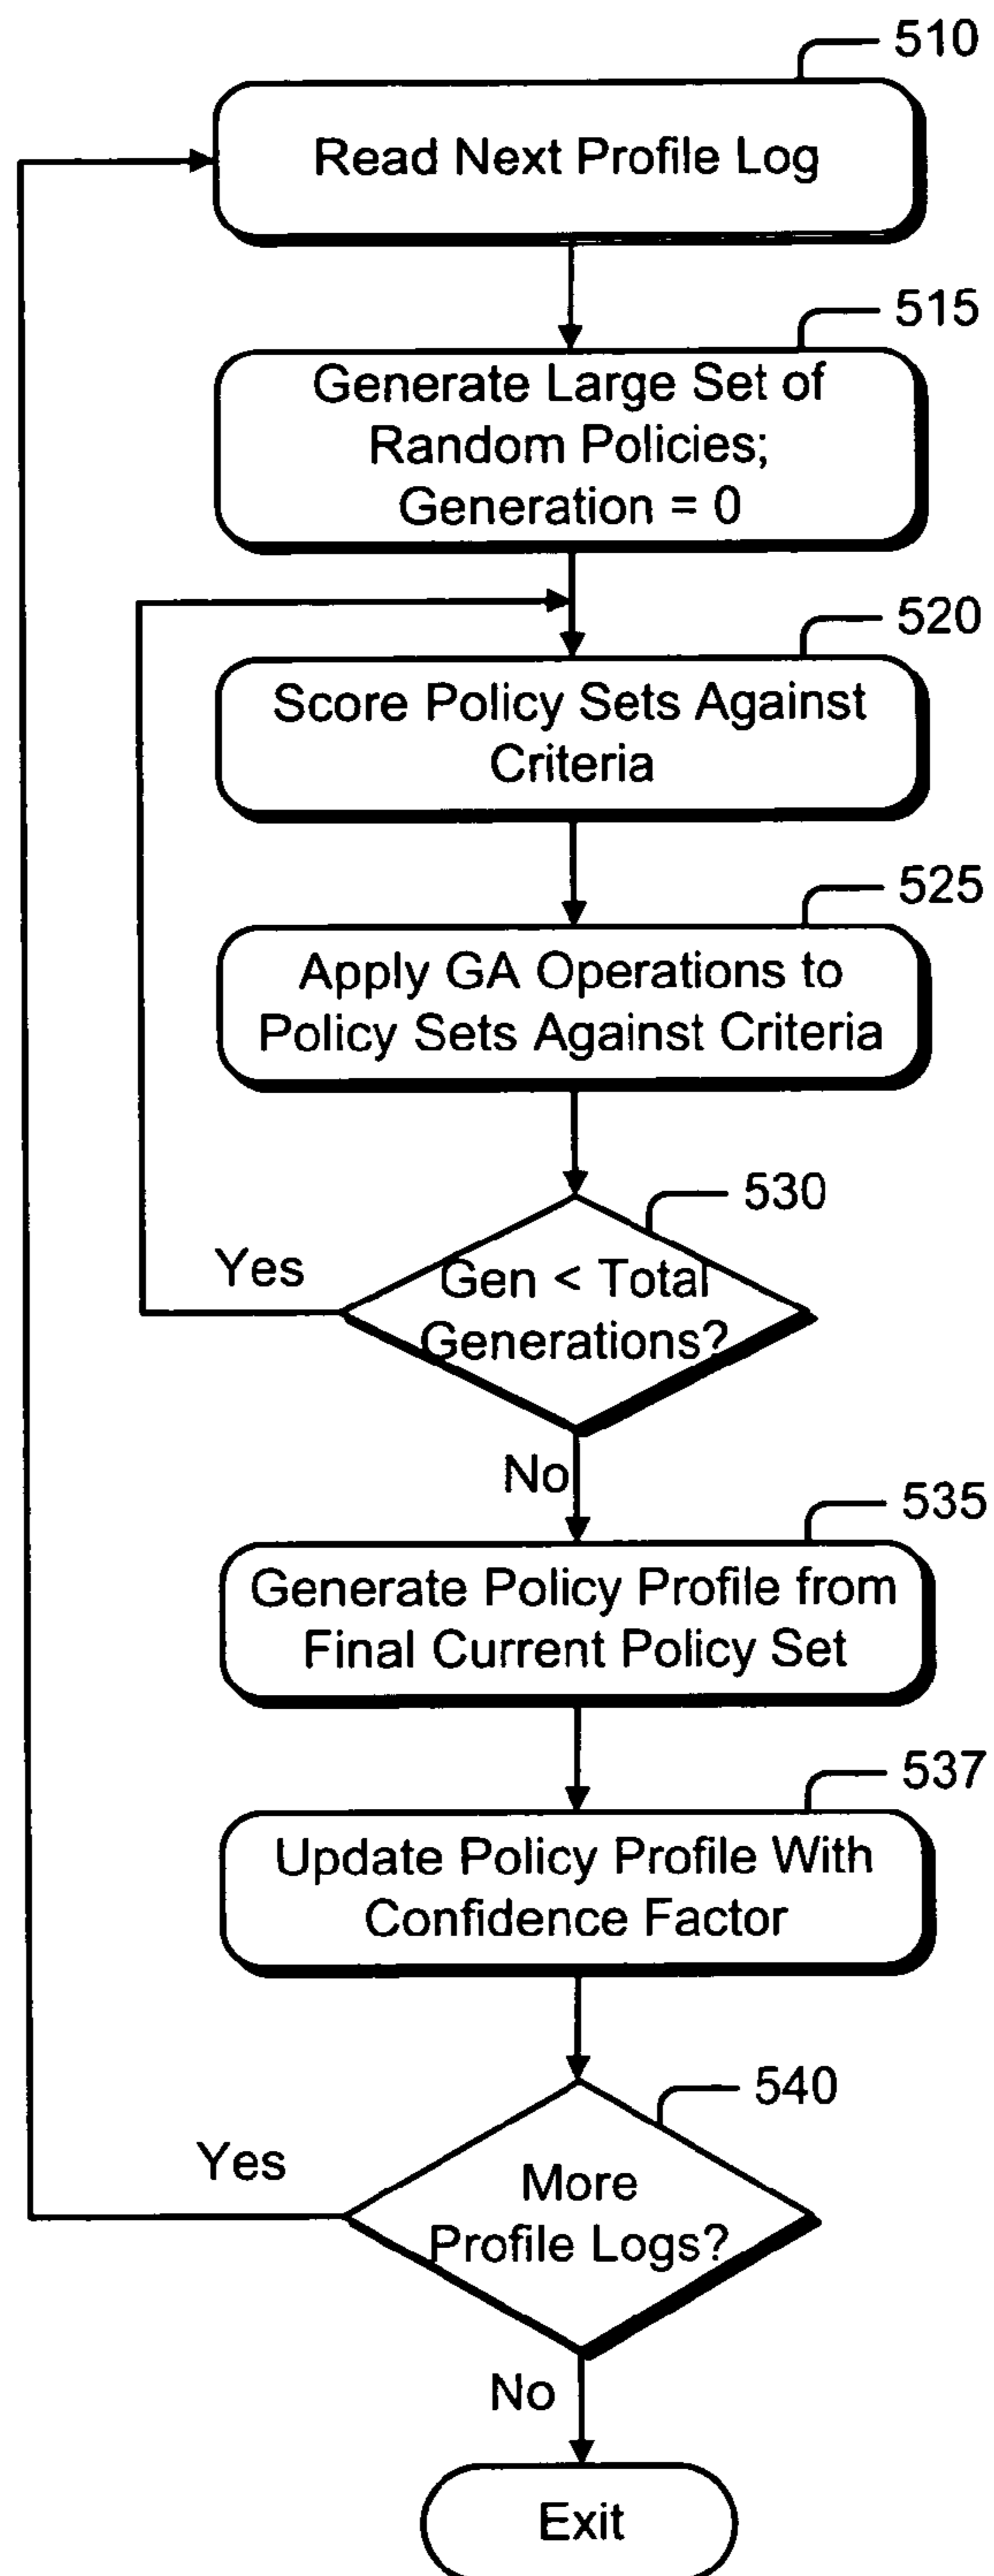 510
Read Next Profile Log
515
Generate Large Set of
Random Policies;
Generation = 0
520
Score Policy Sets Against
Criteria
525
Apply GA Operations to
Policy Sets Against Criteria
530
Gen < Total
Generations?
Yes
No
535
Generate Policy Profile from
Final Current Policy Set
537
Update Policy Profile With
Confidence Factor
540
More
Profile Logs?
Yes
No
Exit